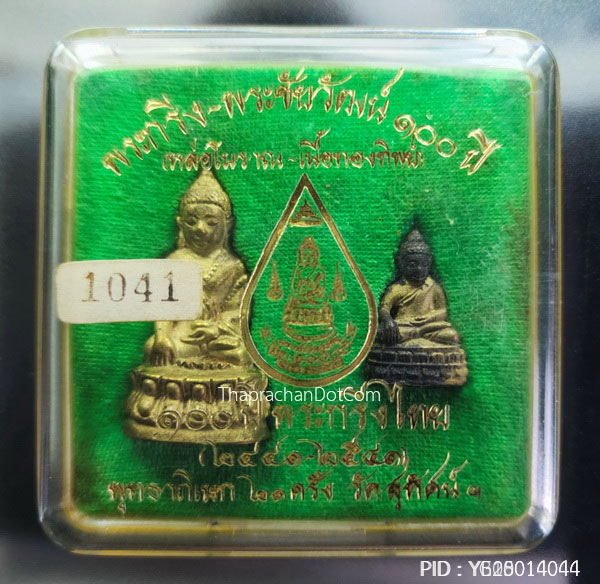 พระกริ่ง-พระชัยวัฒน์ ๑๐๐ ปี
(หล่อโบราณ-เนื้อทองทิพย์)
1041
ThaprachanDotCom
๑๐๐ ปี พระกริ่งไทย
(๒๔๔๑-๒๕๔๑)
พุทธาภิเษก ๒๑ ครั้ง วัดสุทัศน์ฯ
PID :